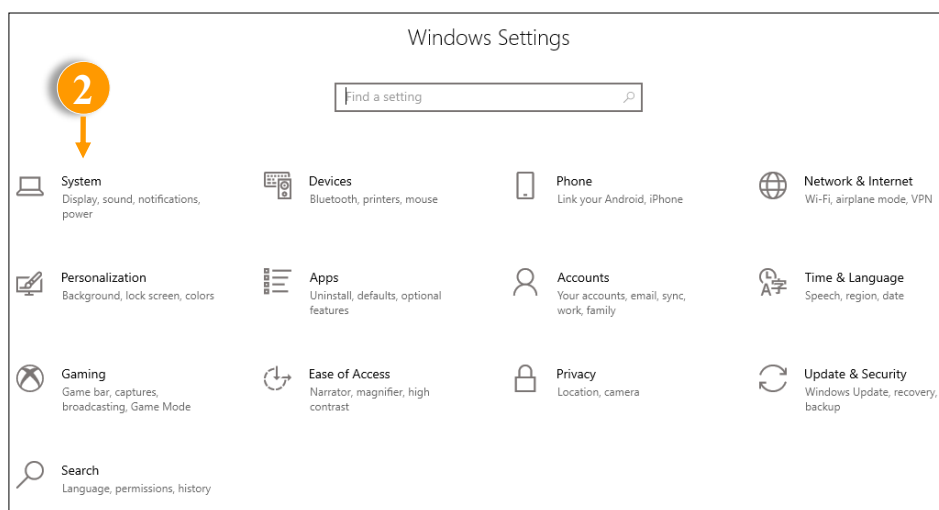 Windows Settings
2
Find a setting
System
Display, sound, notifications,
power
Devices
Bluetooth, printers, mouse
Phone
Link your Android, iPhone
Network & Internet
Wi-Fi, airplane mode, VPN
Personalization
Background, lock screen, colors
Apps
Uninstall, defaults, optional
features
Accounts
Your accounts, email, sync,
work, family
Time & Language
Speech, region, date
Gaming
Game bar, captures,
broadcasting, Game Mode
Ease of Access
Narrator, magnifier, high
contrast
Privacy
Location, camera
Update & Security
Windows Update, recovery,
backup
Search
Language, permissions, history